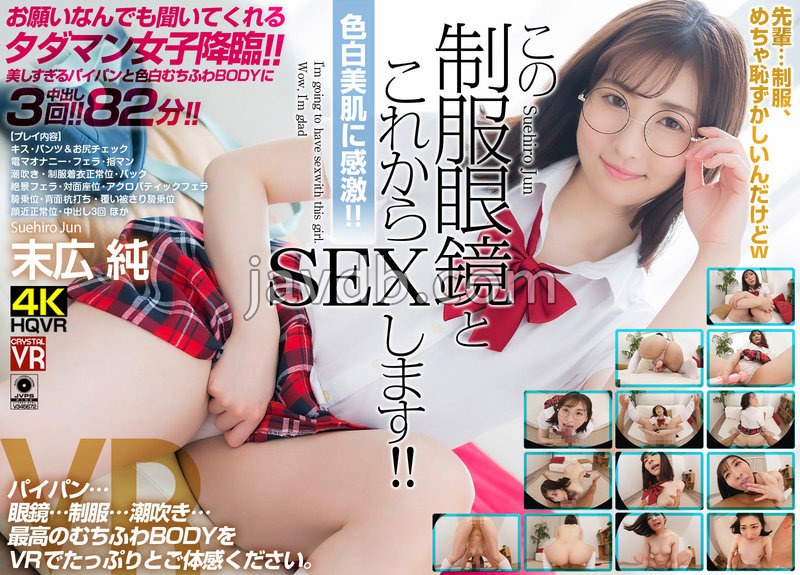 お願いなんでも聞いてくれる
タダマン女子降臨!!
美しすぎるパイパンと色白むちふわBODYに
中出し
3回!!82分!!
【プレイ内容】
キス・パンツ&お尻チェック
電マオナニー・フェラ・指マン
潮吹き・制服着衣正常位・バック
絶景フェラ・対面座位・アクロバティックフェラ
騎乗位・背面杭打ち・覆い被さり騎乗位
顔近正常位・中出し3回 ほか
Suehiro Jun
末広 純
4K
HQVR
CRYSTAL
VR
JVPS
色白美肌に感激!!
I'm going to have sexwith this girl.
Wow, I'm glad
この
Suehiro Jun
制服眼鏡と
これから
SEXします!!
先輩…制服、
めちゃ恥ずかしいんだけどw
javdb.com
VR
パイパン…
眼鏡…制服…潮吹き…
最高のむちふわBODYを
VRでたっぷりとご体感ください。